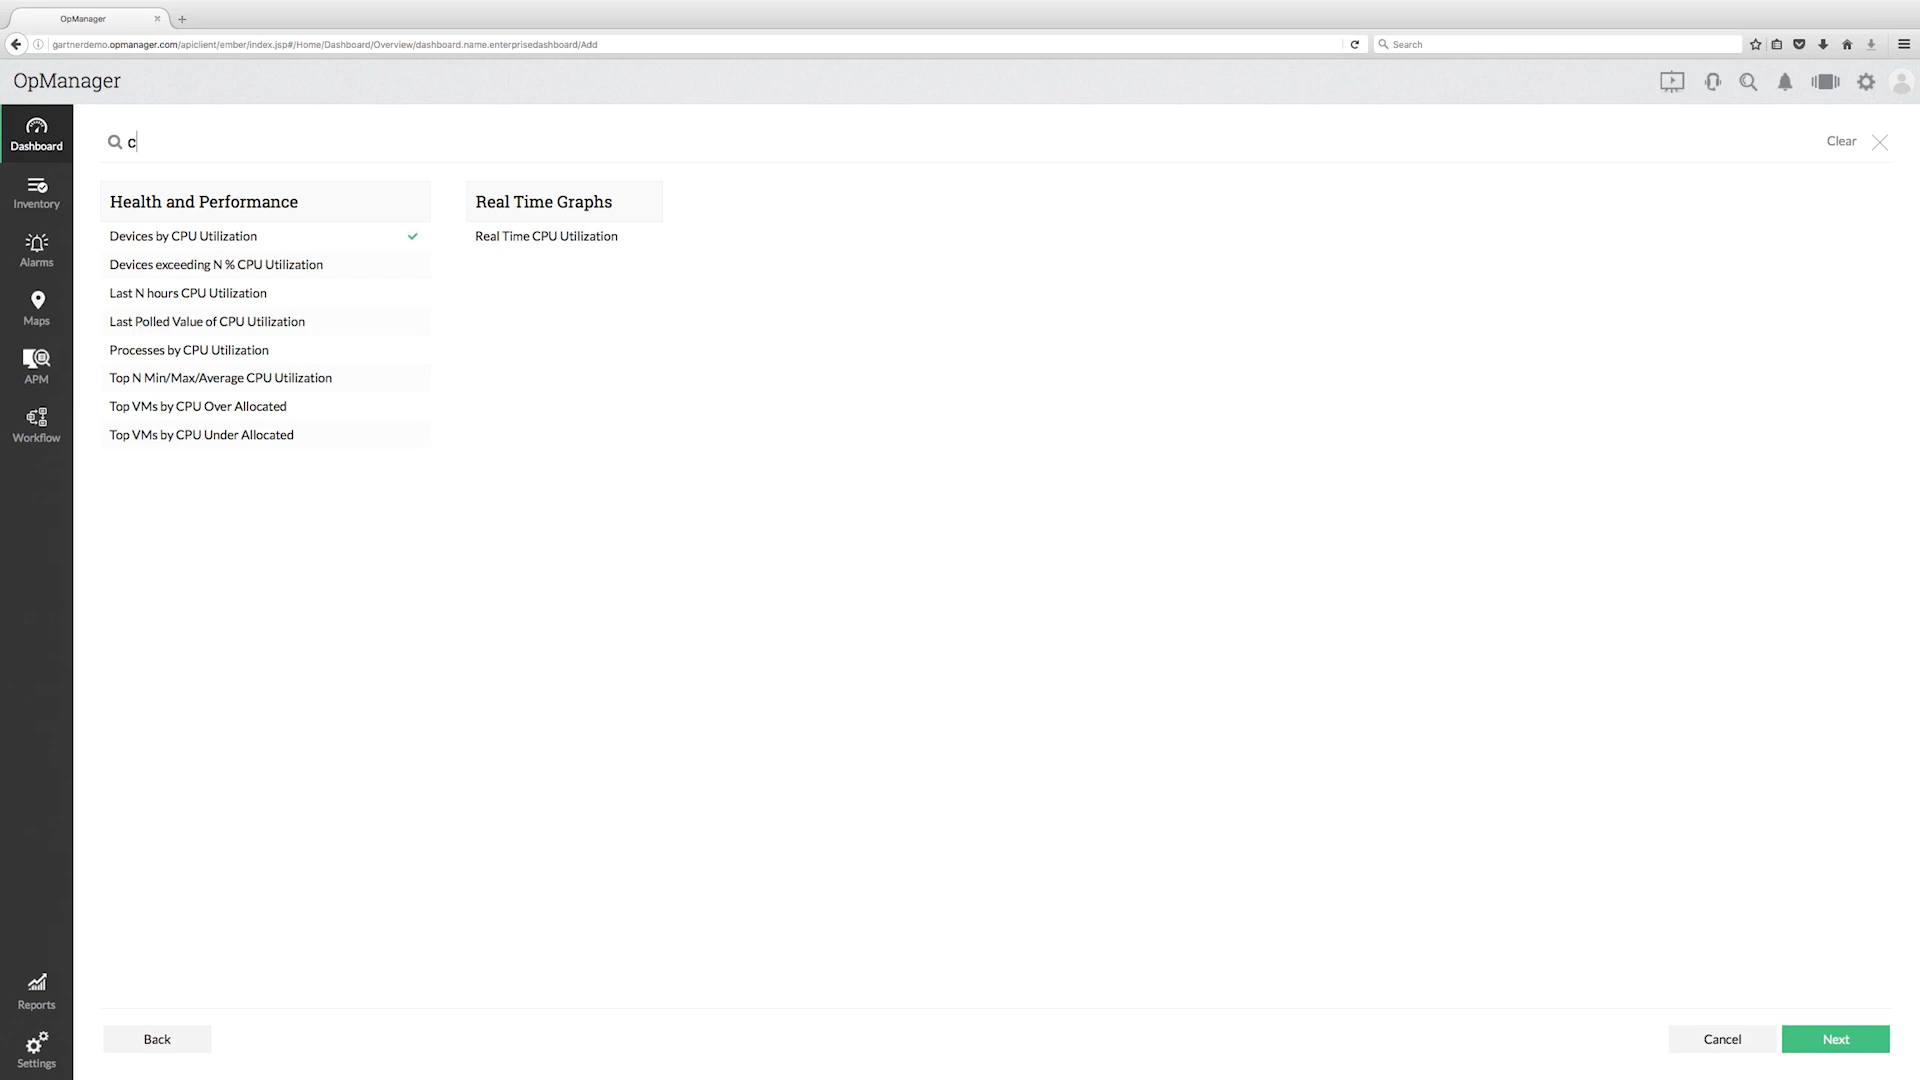 OpManager
gartnerdemo.opmanager.com/apiclient/ember/index.jsp#/Home/Dashboard/Overview/dashboard.name.enterprisedashboard/Add
Search
OpManager
Dashboard
Inventory
Alarms
Maps
APM
Workflow
Reports
Settings
c
Clear
Health and Performance
Devices by CPU Utilization
Devices exceeding N % CPU Utilization
Last N hours CPU Utilization
Last Polled Value of CPU Utilization
Processes by CPU Utilization
Top N Min/Max/Average CPU Utilization
Top VMs by CPU Over Allocated
Top VMs by CPU Under Allocated
Real Time Graphs
Real Time CPU Utilization
Back
Cancel
Next